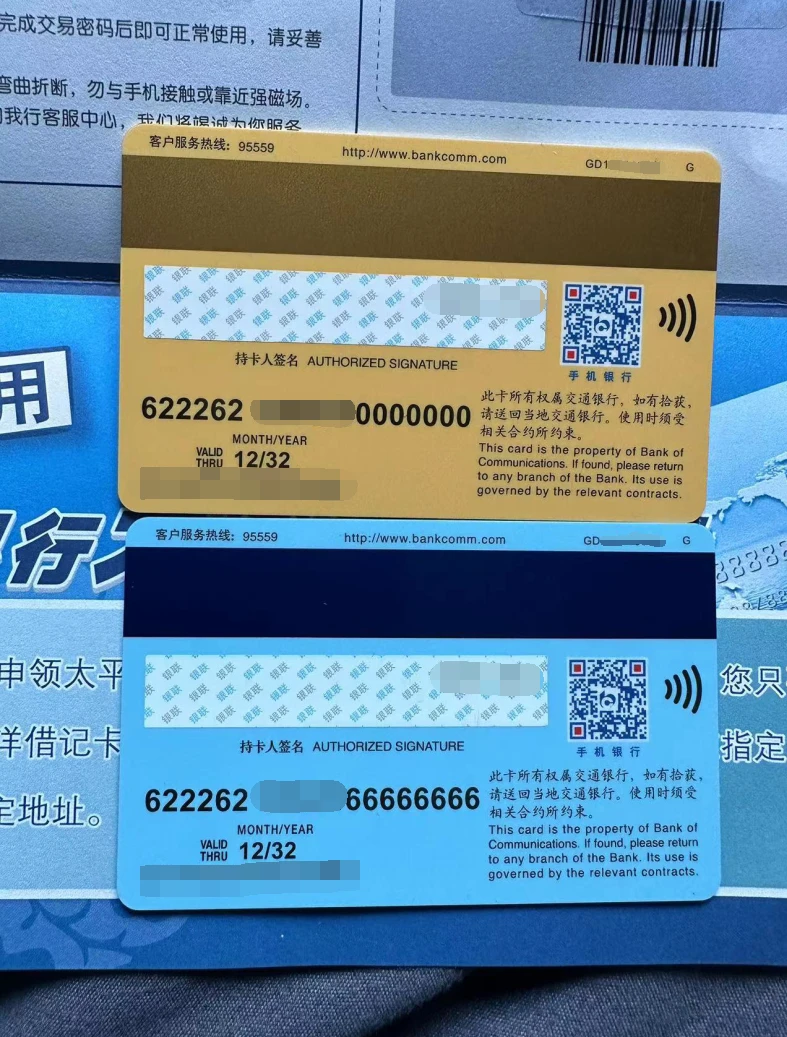 完成交易密码后即可正常使用，请妥善
弯曲折断，勿与手机接触或靠近强磁场。
我行客服中心，我们将竭诚为您服务
客户服务热线：95559
http://www.bankcomm.com
GD1
G
持卡人签名 AUTHORIZED SIGNATURE
手机银行
622262
0000000
MONTH/YEAR
VALID
THRU 12/32
此卡所有权属交通银行，如有拾获，
请送回当地交通银行。使用时须受
相关合约所约束。
This card is the property of Bank of
Communications. If found, please return
to any branch of the Bank. Its use is
governed by the relevant contracts.
用
行
客户服务热线：95559
http://www.bankcomm.com
GD
G
银联 银联 银联 银联 银联 银联
持卡人签名 AUTHORIZED SIGNATURE
手机银行
622262
66666666
MONTH/YEAR
VALID
THRU 12/32
此卡所有权属交通银行，如有拾获，
请送回当地交通银行。使用时须受
相关合约所约束。
This card is the property of Bank of
Communications. If found, please return
to any branch of the Bank. Its use is
governed by the relevant contracts.
申领太平
您只
洋借记卡
指定
定地址。